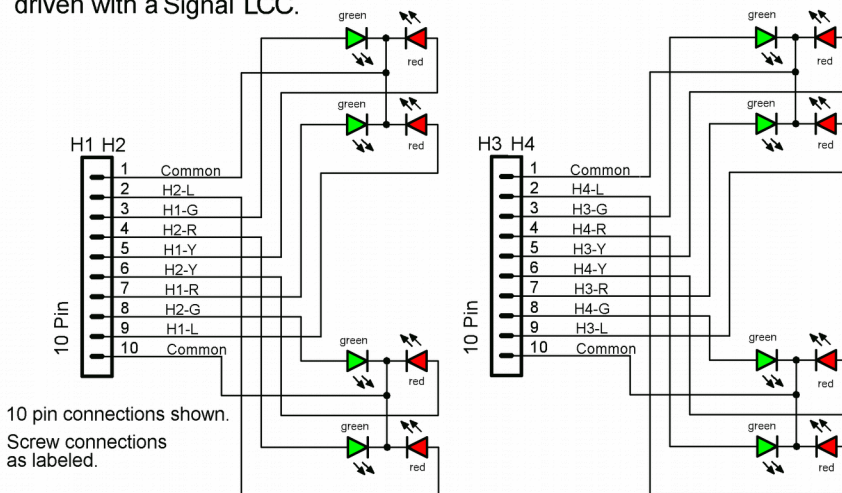 driven with a Signal LCC.
green
red
green
red
H1 H2
1 Common
2 H2-L
3 H1-G
4 H2-R
5 H1-Y
6 H2-Y
7 H1-R
8 H2-G
9 H1-L
10 Common
10 Pin
green
red
green
red
10 pin connections shown.
Screw connections
as labeled.
green
red
green
red
H3 H4
1 Common
2 H4-L
3 H3-G
4 H4-R
5 H3-Y
6 H4-Y
7 H3-R
8 H4-G
9 H3-L
10 Common
10 Pin
green
red
green
red